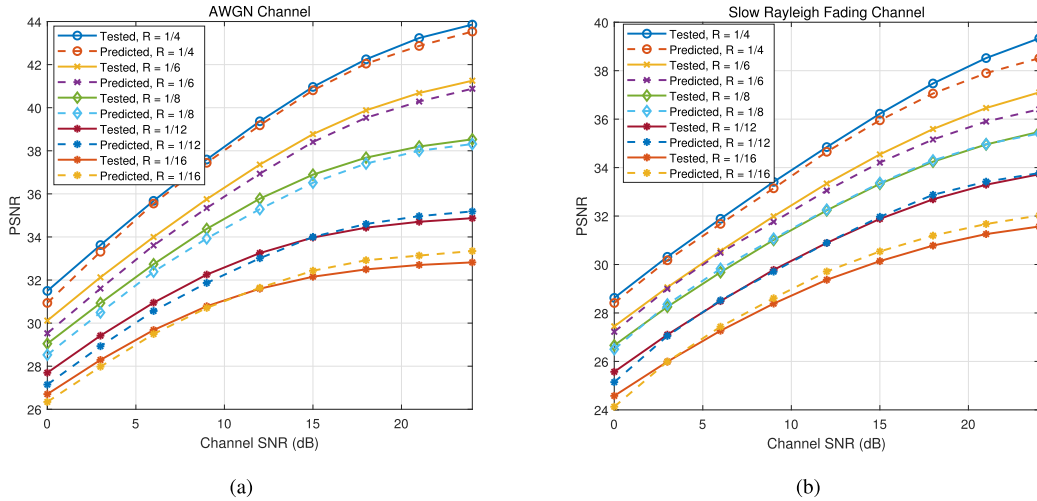 AWGN Channel
44
42
40
38
36
34
32
30
28
26
PSNR
Tested, R = 1/4
Predicted, R = 1/4
Tested, R = 1/6
Predicted, R = 1/6
Tested, R = 1/8
Predicted, R = 1/8
Tested, R = 1/12
Predicted, R = 1/12
Tested, R = 1/16
Predicted, R = 1/16
0 5 10 15 20
Channel SNR (dB)
(a)
Slow Rayleigh Fading Channel
40
38
36
34
32
30
28
26
24
PSNR
Tested, R = 1/4
Predicted, R = 1/4
Tested, R = 1/6
Predicted, R = 1/6
Tested, R = 1/8
Predicted, R = 1/8
Tested, R = 1/12
Predicted, R = 1/12
Tested, R = 1/16
Predicted, R = 1/16
0 5 10 15 20
Channel SNR (dB)
(b)